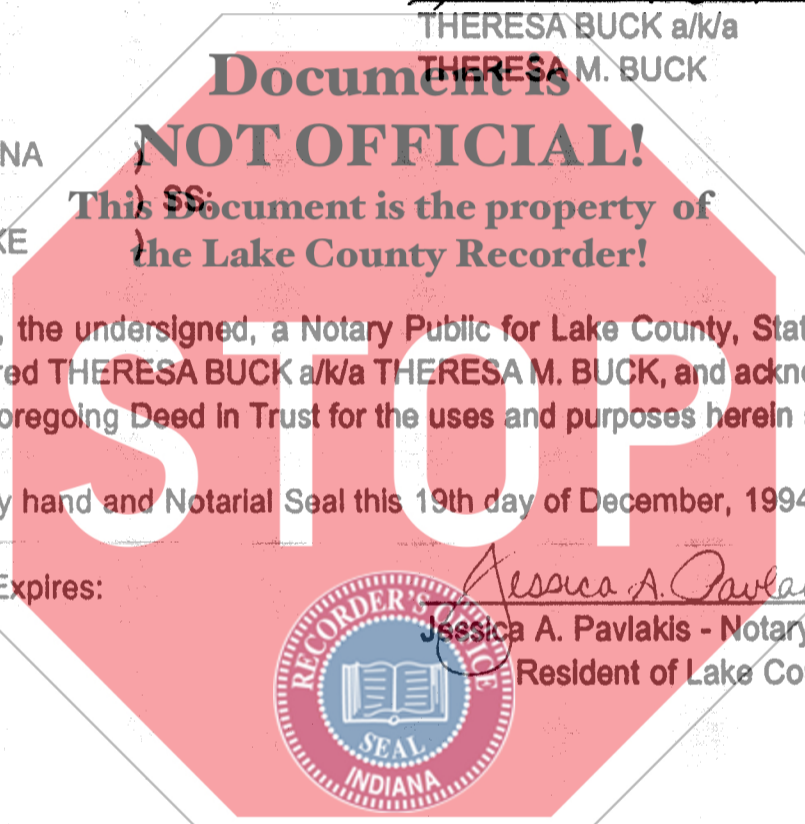 THERESA BUCK a/k/a
THERESA M. BUCK
Document is
NOT OFFICIAL!
This Document is the property of
the Lake County Recorder!
NA )
) SS:
KE )
, the undersigned, a Notary Public for Lake County, Stat
red THERESA BUCK a/k/a THERESA M. BUCK, and ackno
oregoing Deed in Trust for the uses and purposes herein
STOP
y hand and Notarial Seal this 19th day of December, 1994
Expires:
Jessica A. Pavlak
Jessica A. Pavlakis - Notary
Resident of Lake Co
RECORDER'S OFFICE
SEAL
INDIANA